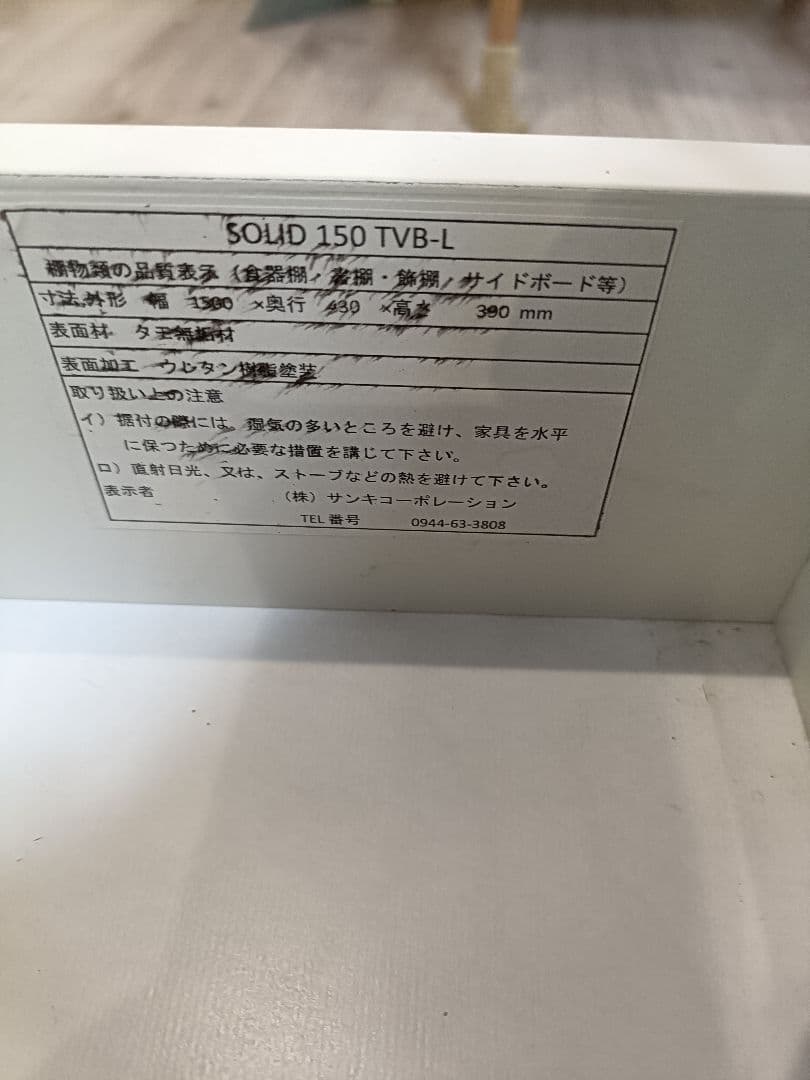 SOLID 150 TVB-L
棚物類の品質表示（食器棚・書棚・飾棚・サイドボード等）
寸法外形 幅 1500 ×奥行 430 ×高さ 390 mm
表面材 タモ無垢材
表面加工 ウレタン樹脂塗装
取り扱い上の注意
イ）据付の際には。湿気の多いところを避け、家具を水平
に保つために必要な措置を講じて下さい。
ロ）直射日光、又は、ストーブなどの熱を避けて下さい。
表示者 （株）サンキコーポレーション
TEL番号 0944-63-3808